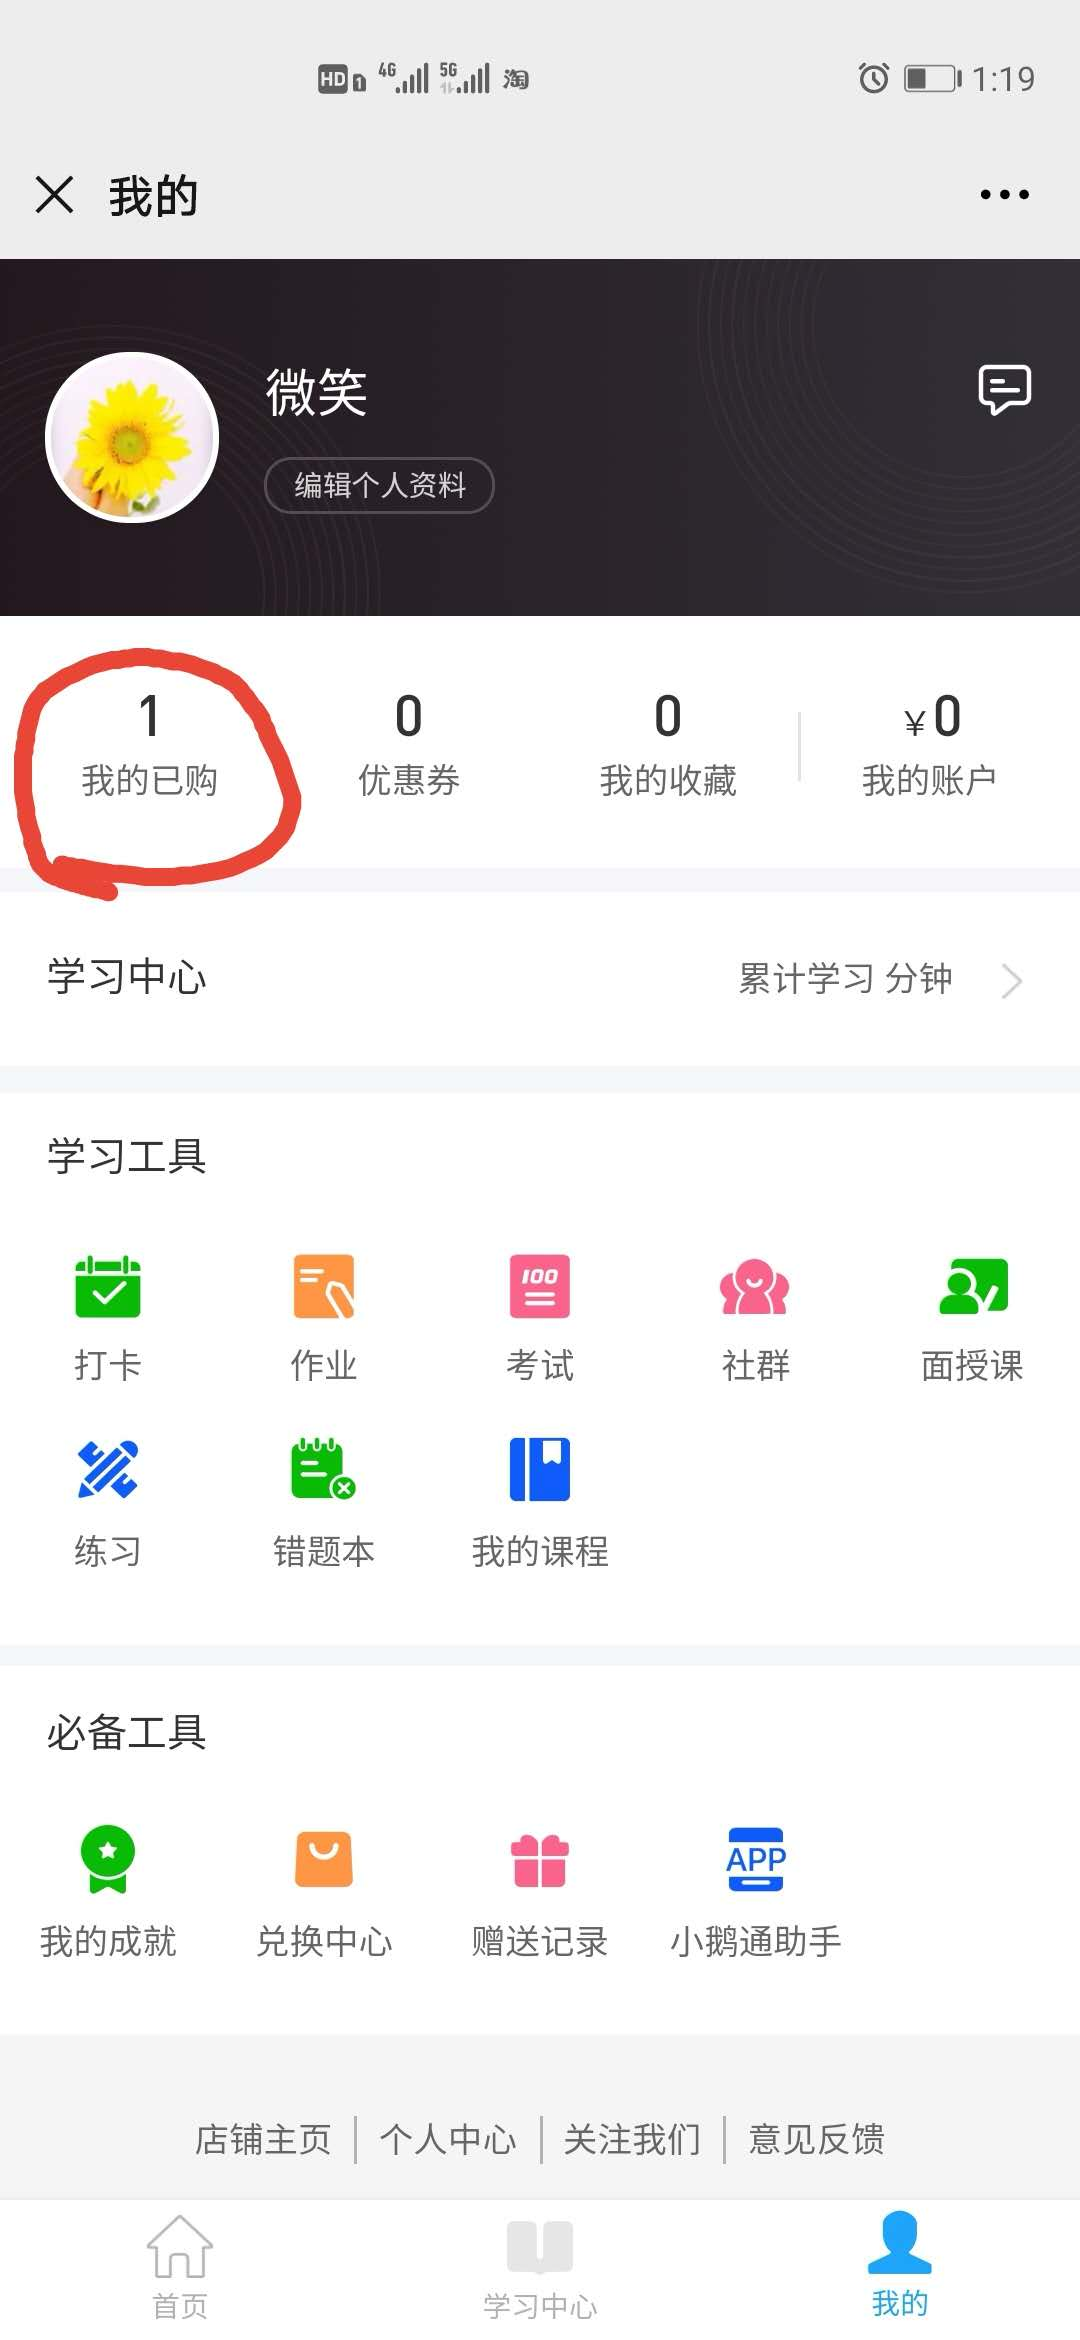 HD 1 4G 5G 淘 1:19
我的
微笑
编辑个人资料
1 0 0 ¥0
我的已购 优惠券 我的收藏 我的账户
学习中心 累计学习 分钟
学习工具
100
打卡 作业 考试 社群 面授课
练习 错题本 我的课程
必备工具
APP
我的成就 兑换中心 赠送记录 小鹅通助手
店铺主页 个人中心 关注我们 意见反馈
首页 学习中心 我的